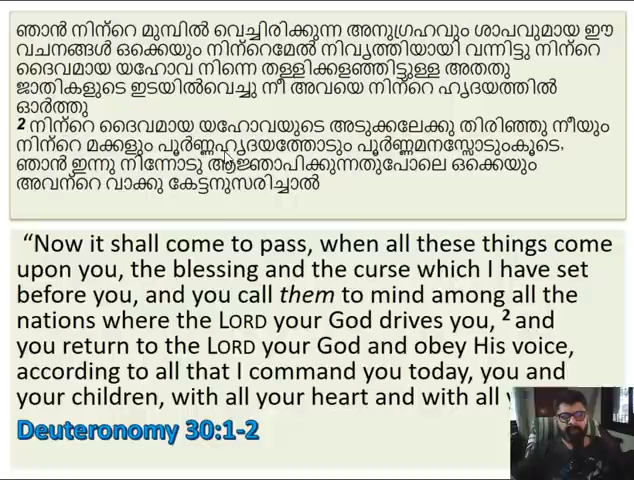 ഞാൻ നിന്റെ മുമ്പിൽ വെച്ചിരിക്കുന്ന അനുഗ്രഹവും ശാപവുമായ ഈ
വചനങ്ങൾ ഒക്കെയും നിന്റെമേൽ നിവൃത്തിയായി വന്നിട്ടു നിന്റെ
ദൈവമായ യഹോവ നിന്നെ തള്ളിക്കളഞ്ഞിട്ടുള്ള അതതു
ജാതികളുടെ ഇടയിൽവെച്ചു നീ അവയെ നിന്റെ ഹൃദയത്തിൽ
ഓർത്തു
2 നിന്റെ ദൈവമായ യഹോവയുടെ അടുക്കലേക്കു തിരിഞ്ഞു നീയും
നിന്റെ മക്കളും പൂർണ്ണഹൃദയത്തോടും പൂർണ്ണമനസ്സോടുംകൂടെ,
ഞാൻ ഇന്നു നിന്നോടു ആജ്ഞാപിക്കുന്നതുപോലെ ഒക്കെയും
അവന്റെ വാക്കു കേട്ടനുസരിച്ചാൽ
“Now it shall come to pass, when all these things come
upon you, the blessing and the curse which I have set
before you, and you call them to mind among all the
nations where the LORD your God drives you, 2 and
you return to the LORD your God and obey His voice,
according to all that I command you today, you and
your children, with all your heart and with all
Deuteronomy 30:1-2